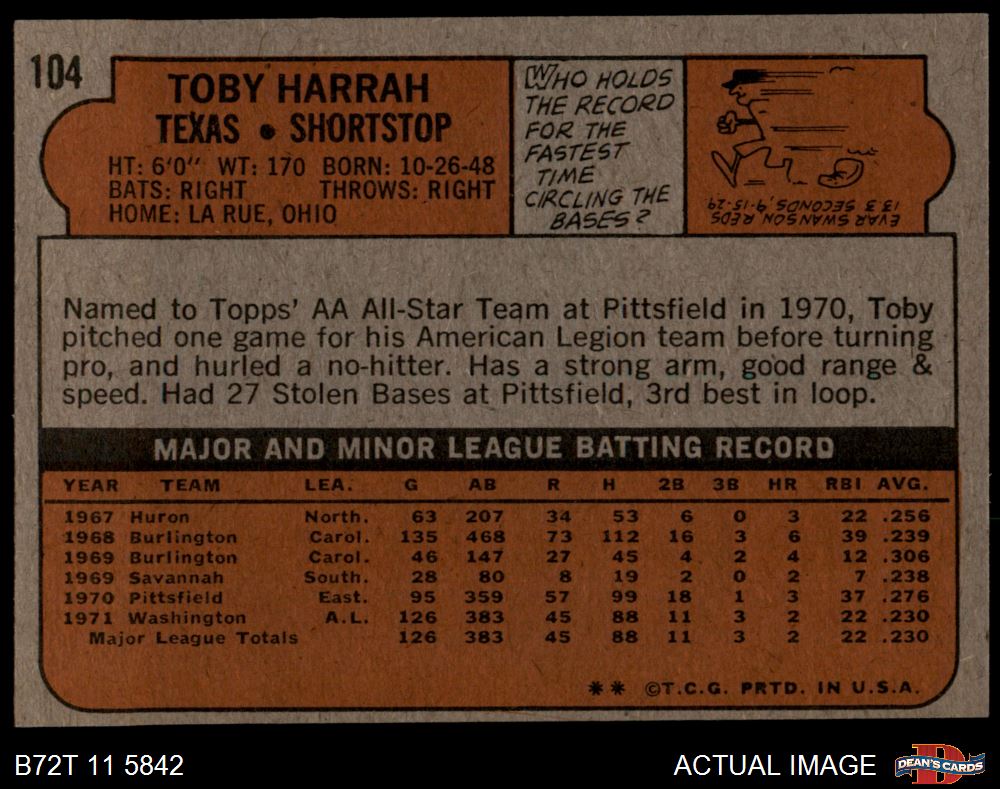 104
TOBY HARRAH
TEXAS • SHORTSTOP
HT: 6'0" WT: 170 BORN: 10-26-48
BATS: RIGHT THROWS: RIGHT
HOME: LA RUE, OHIO
WHO HOLDS
THE RECORD
FOR THE
FASTEST
TIME
CIRCLING THE
BASES?
EVAR SWANSON REDS
13.3 SECONDS, 9-15-29
Named to Topps' AA All-Star Team at Pittsfield in 1970, Toby
pitched one game for his American Legion team before turning
pro, and hurled a no-hitter. Has a strong arm, good range &
speed. Had 27 Stolen Bases at Pittsfield, 3rd best in loop.
MAJOR AND MINOR LEAGUE BATTING RECORD
YEAR TEAM LEA. G AB R H 2B 3B HR RBI AVG.
1967 Huron North. 63 207 34 53 6 0 3 22 .256
1968 Burlington Carol. 135 468 73 112 16 3 6 39 .239
1969 Burlington Carol. 46 147 27 45 4 2 4 12 .306
1969 Savannah South. 28 80 8 19 2 0 2 7 .238
1970 Pittsfield East. 95 359 57 99 18 1 3 37 .276
1971 Washington A.L. 126 383 45 88 11 3 2 22 .230
Major League Totals 126 383 45 88 11 3 2 22 .230
** ©T.C.G. PRTD. IN U.S.A.
B72T 11 5842
ACTUAL IMAGE
DEAN'S CARDS